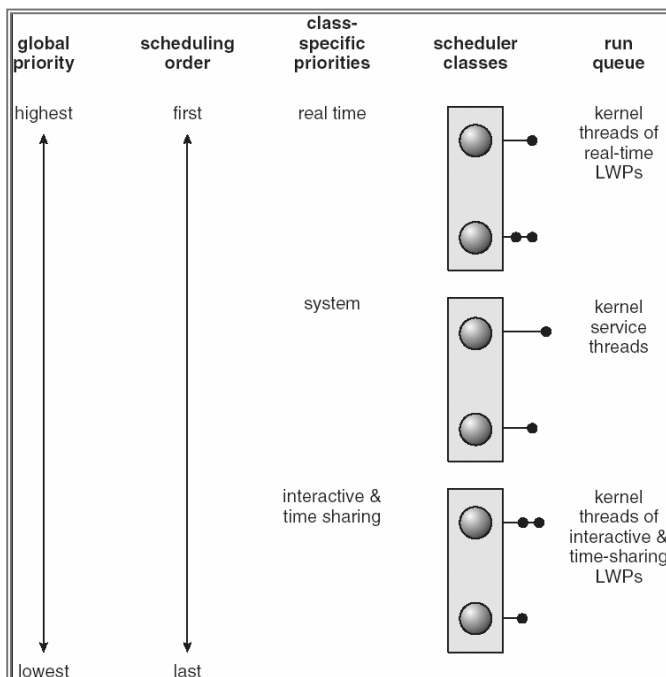 global
priority
scheduling
order
class-
specific
priorities
scheduler
classes
run
queue
highest
first
real time
kernel
threads of
real-time
LWPs
system
kernel
service
threads
interactive &
time sharing
kernel
threads of
interactive &
time-sharing
LWPs
lowest
last